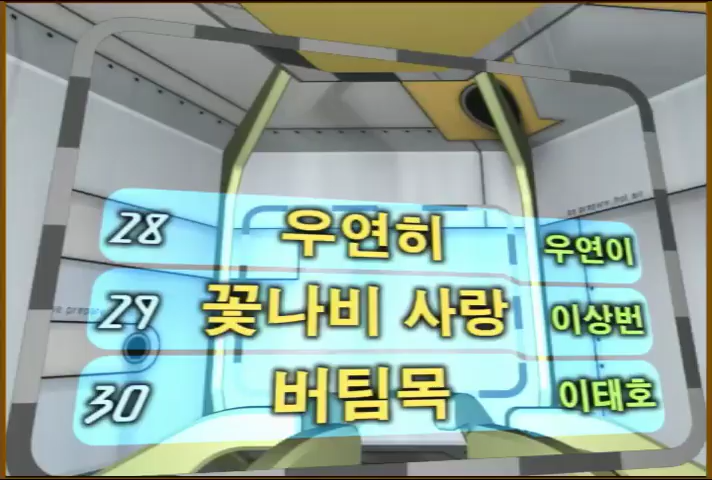 28 우연히 우연이
29 꽃나비 사랑 이상번
30 버팀목 이태호